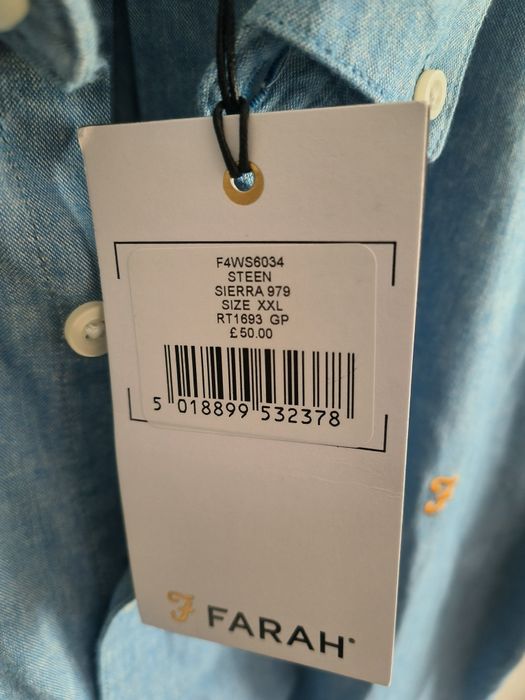 F4WS6034
STEEN
SIERRA 979
SIZE XXL
RT1693 GP
£50.00
5 018899 532378
F FARAH®
F